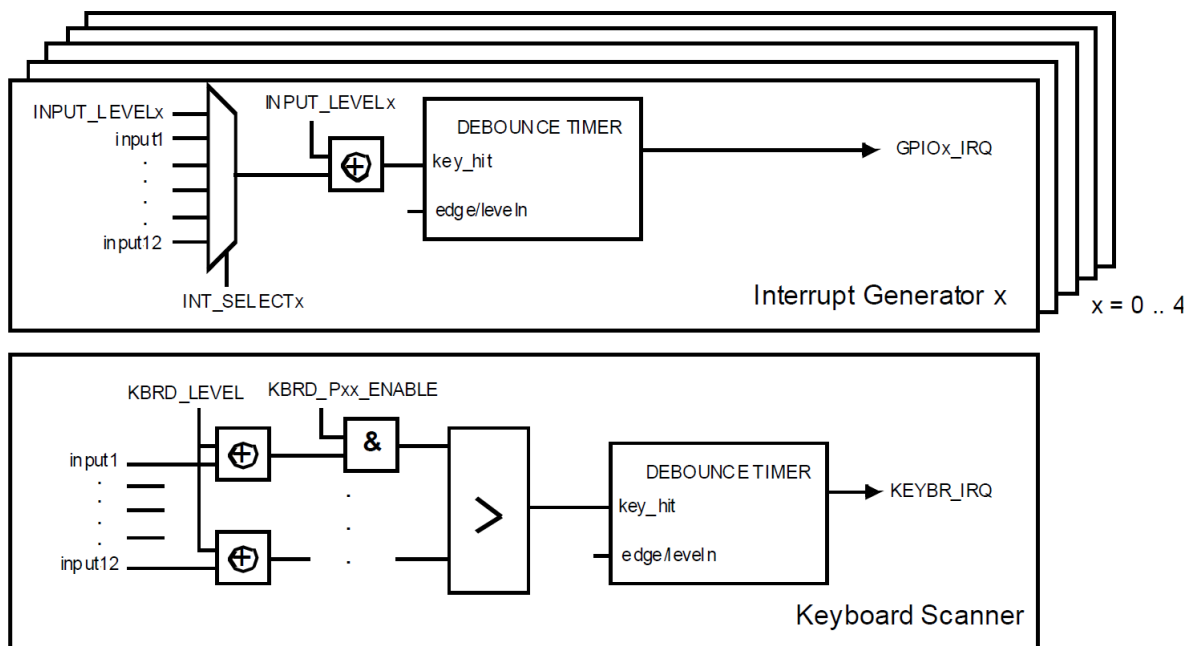 INPUT_LEVELx
input1
.
.
.
input12
INT_SELECTx
INPUT_LEVELx
DEBOUNCE TIMER
key_hit
edge/leveln
GPIOx_IRQ
Interrupt Generator x
x = 0 .. 4
KBRD_LEVEL
KBRD_Pxx_ENABLE
&
input1
.
.
.
.
input12
.
.
.
>
DEBOUNCE TIMER
key_hit
edge/leveln
KEYBR_IRQ
Keyboard Scanner